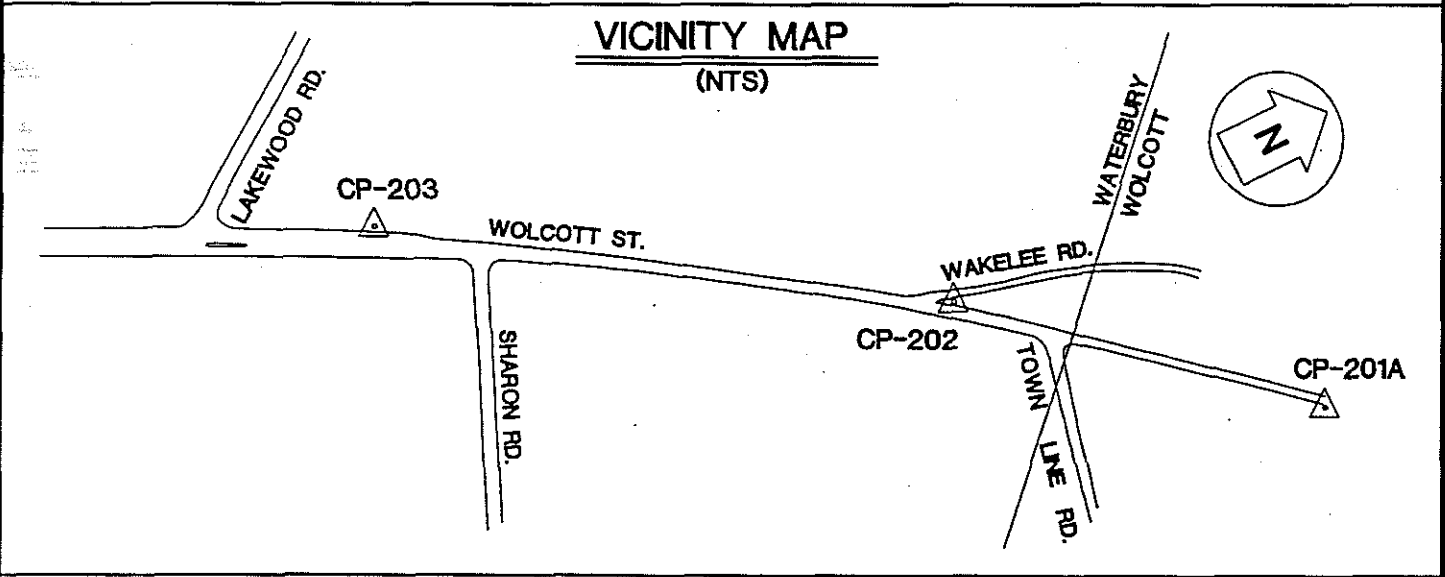 VICINITY MAP
(NTS)
LAKEWOOD RD.
CP-203
WOLCOTT ST.
SHARON RD.
WAKELEE RD.
CP-202
WATERBURY
WOLCOTT
N
TOWN LINE RD.
CP-201A